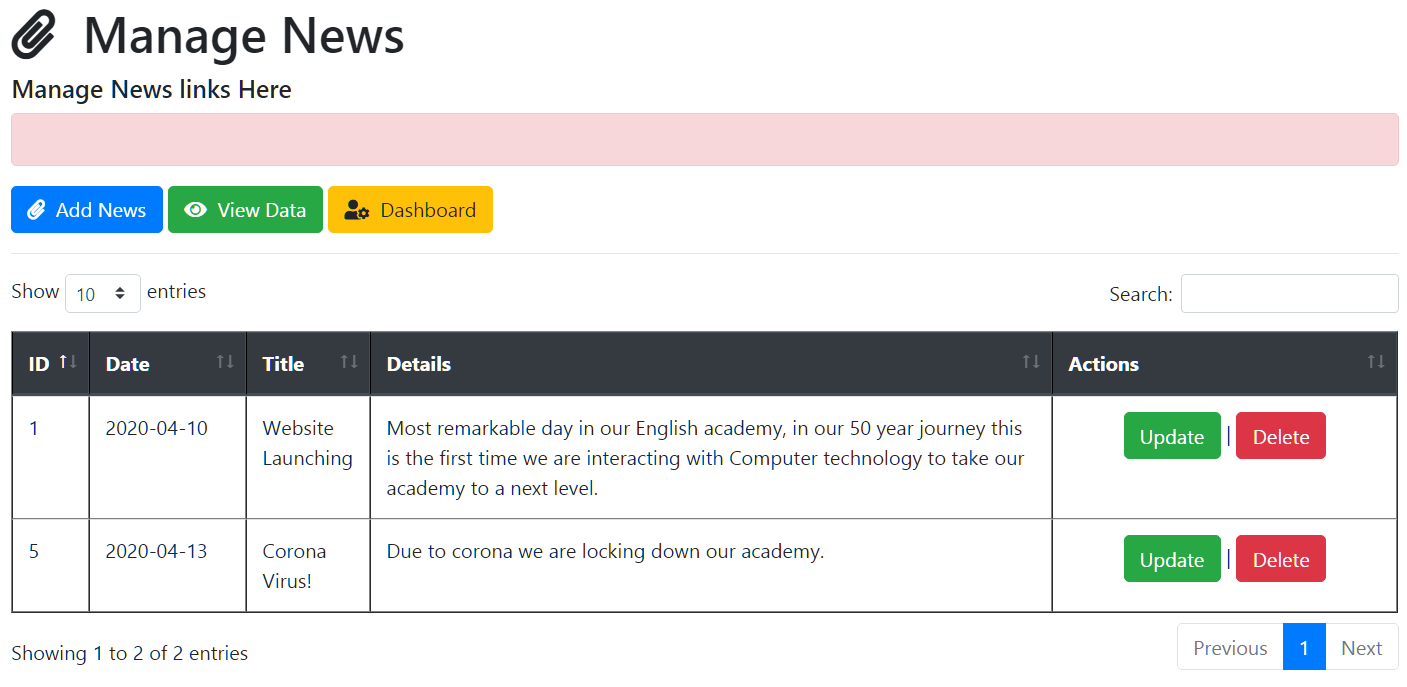 Manage News
Manage News links Here
Add News View Data Dashboard
Show 10 entries Search:
ID Date Title Details Actions
1 2020-04-10 Website Most remarkable day in our English academy, in our 50 year journey this Update | Delete
Launching is the first time we are interacting with Computer technology to take our
academy to a next level.
5 2020-04-13 Corona Due to corona we are locking down our academy. Update | Delete
Virus!
Showing 1 to 2 of 2 entries Previous 1 Next